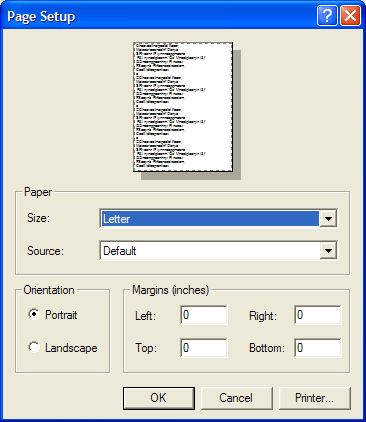 Page Setup
Paper
Size:
Letter
Source:
Default
Orientation
Portrait
Landscape
Margins (inches)
Left:
0
Right:
0
Top:
0
Bottom:
0
OK
Cancel
Printer...